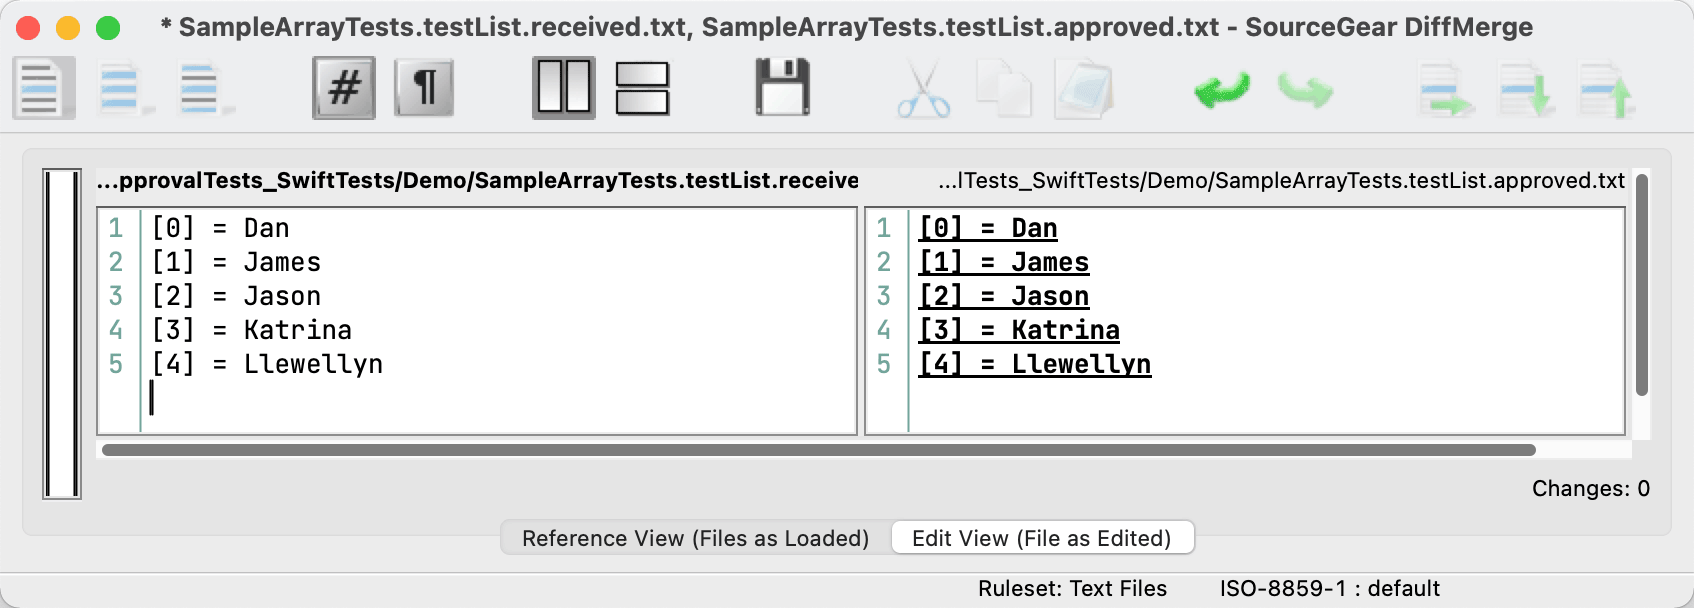 * SampleArrayTests.testList.received.txt, SampleArrayTests.testList.approved.txt - SourceGear DiffMerge
# ¶
...pprovalTests_SwiftTests/Demo/SampleArrayTests.testList.receive
...lTests_SwiftTests/Demo/SampleArrayTests.testList.approved.txt
1 [0] = Dan
2 [1] = James
3 [2] = Jason
4 [3] = Katrina
5 [4] = Llewellyn
1 [0] = Dan
2 [1] = James
3 [2] = Jason
4 [3] = Katrina
5 [4] = Llewellyn
Changes: 0
Reference View (Files as Loaded) Edit View (File as Edited)
Ruleset: Text Files ISO-8859-1 : default